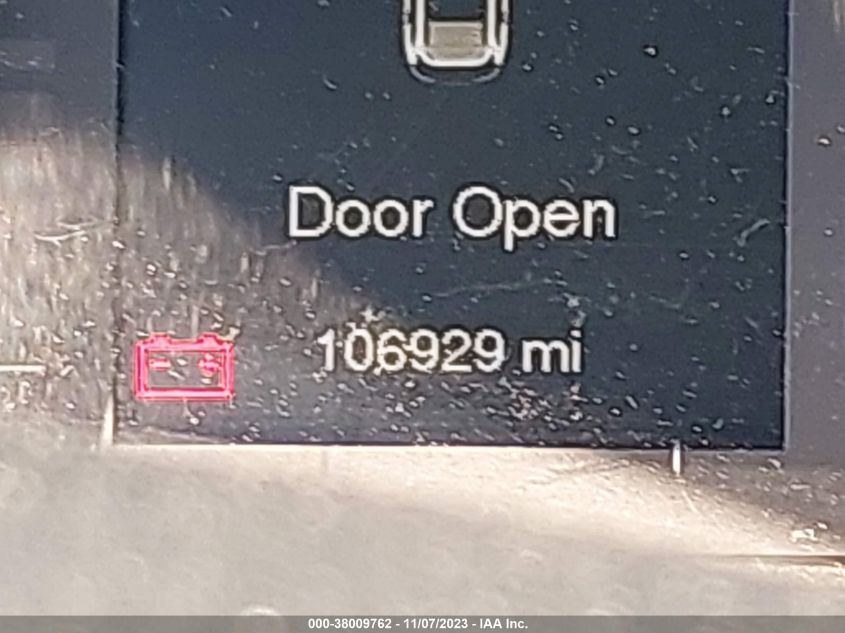 Door Open
106929 mi
000-38009762 - 11/07/2023 - IAA Inc.